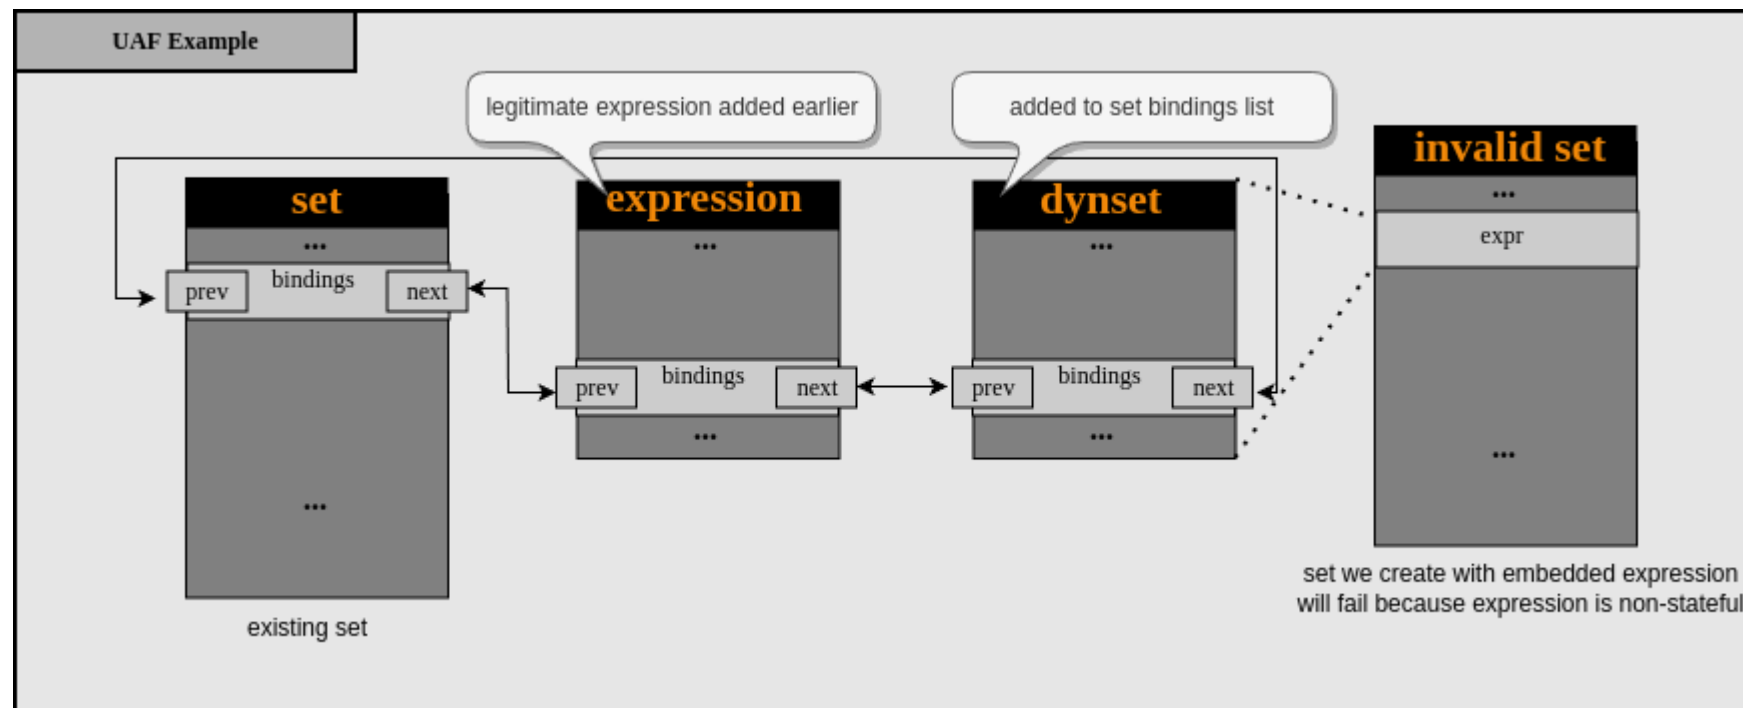 UAF Example
legitimate expression added earlier
added to set bindings list
invalid set
...
expr
...
set we create with embedded expression
will fail because expression is non-stateful
set
...
prev
bindings
next
...
existing set
expression
...
prev
bindings
next
...
dynset
...
prev
bindings
next
...